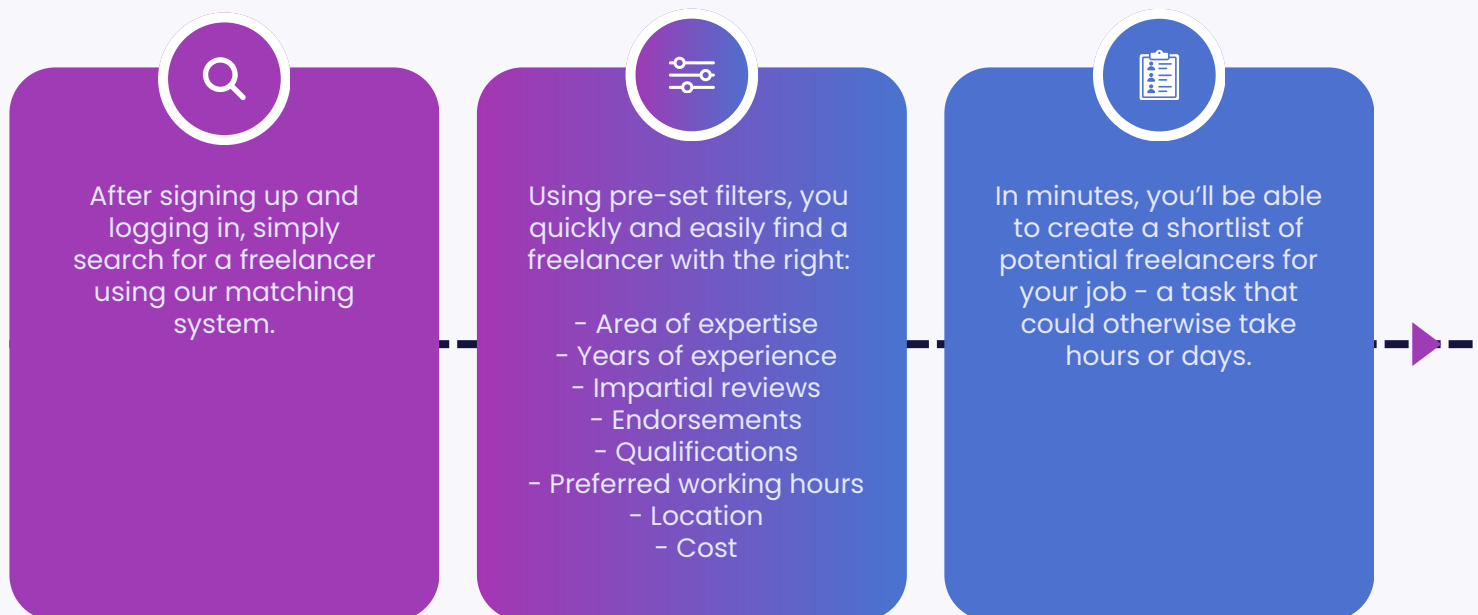 After signing up and
logging in, simply
search for a freelancer
using our matching
system.
Using pre-set filters, you
quickly and easily find a
freelancer with the right:
- Area of expertise
- Years of experience
- Impartial reviews
- Endorsements
- Qualifications
- Preferred working hours
- Location
- Cost
In minutes, you’ll be able
to create a shortlist of
potential freelancers for
your job - a task that
could otherwise take
hours or days.